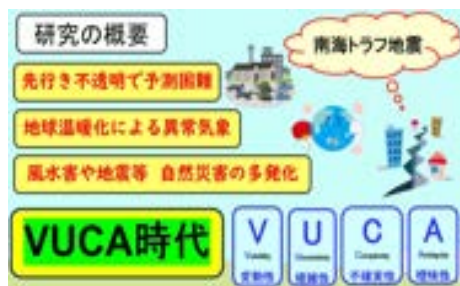 研究の概要
南海トラフ地震
先行き不透明で予測困難
地球温暖化による異常気象
風水害や地震等 自然災害の多発化
VUCA時代
V U C A
変動性 不確実性 曖昧性